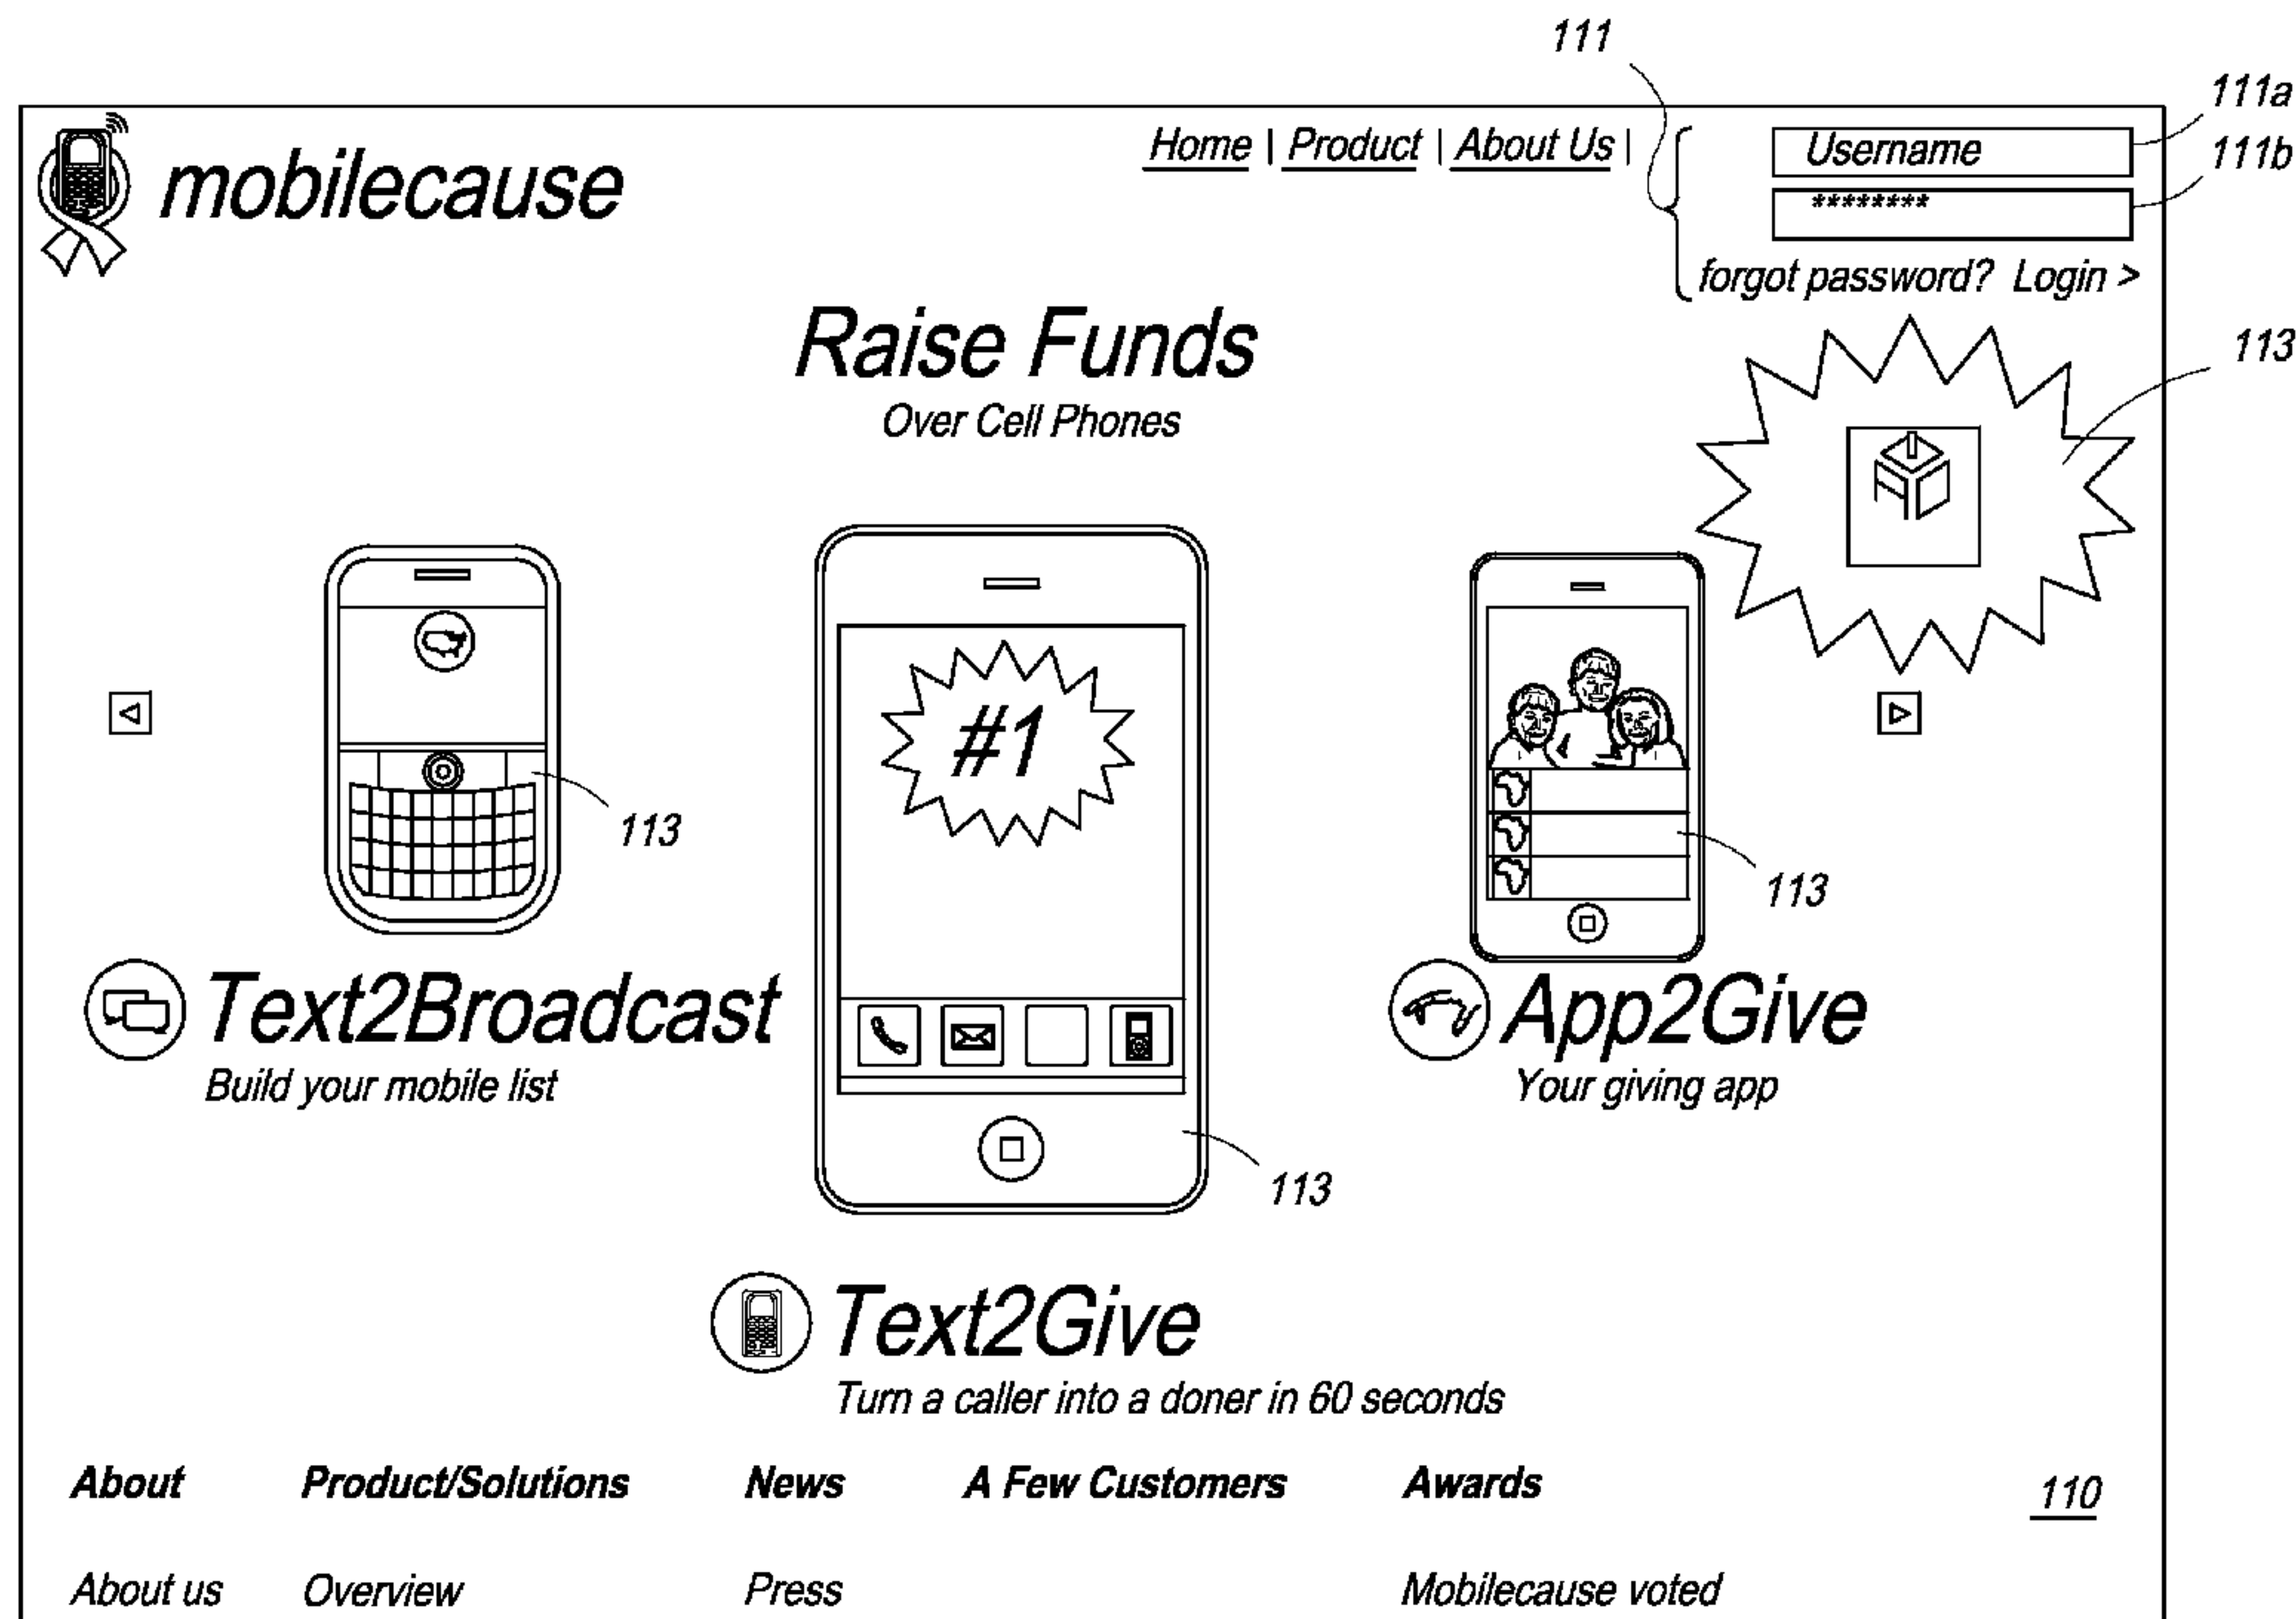 111
111a
mobilecause
Home | Product | About Us |
Username
111b
********
forgot password? Login >
Raise Funds
113
Over Cell Phones
#1
113
113
Text2Broadcast
App2Give
Build your mobile list
Your giving app
113
Text2Give
Turn a caller into a doner in 60 seconds
About Product/Solutions News A Few Customers Awards
110
About us Overview Press Mobilecause voted